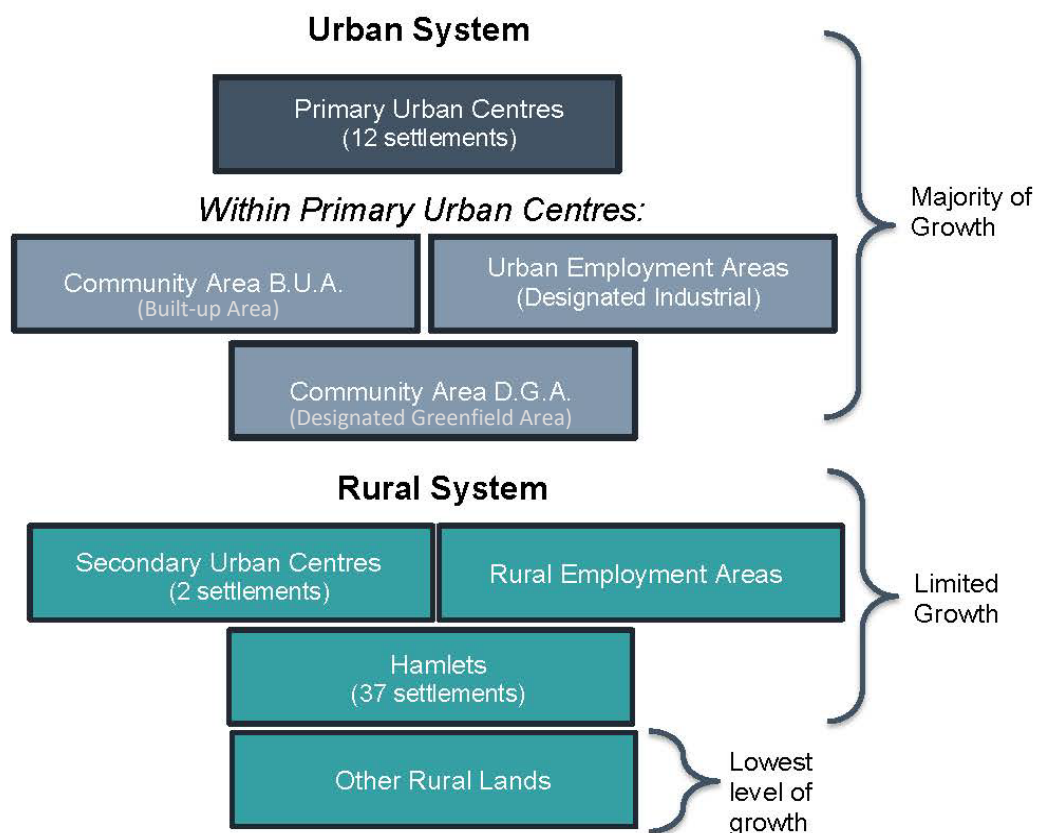 Urban System
Primary Urban Centres
(12 settlements)
Within Primary Urban Centres:
Community Area B.U.A.
(Built-up Area)
Urban Employment Areas
(Designated Industrial)
Community Area D.G.A.
(Designated Greenfield Area)
Majority of
Growth
Rural System
Secondary Urban Centres
(2 settlements)
Rural Employment Areas
Hamlets
(37 settlements)
Limited
Growth
Other Rural Lands
Lowest
level of
growth